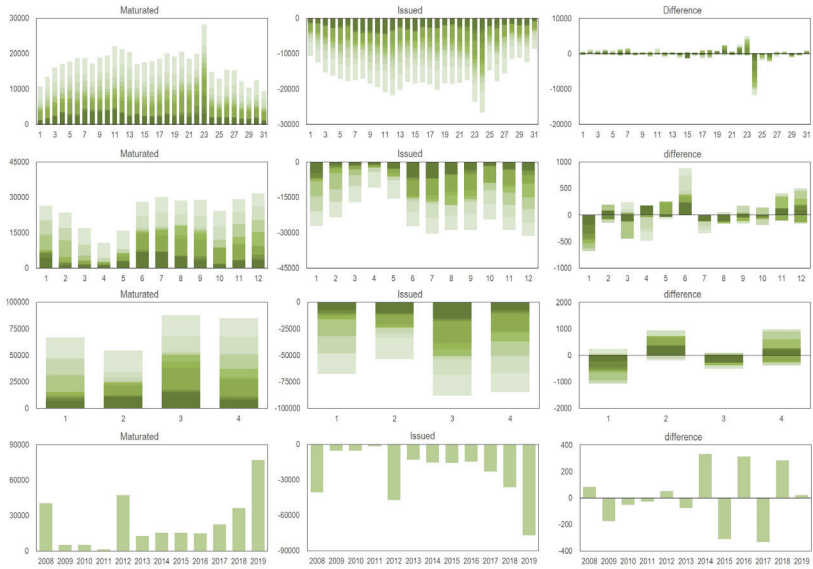 Maturated Issued Difference
30000 0 10000
20000 -10000 0
10000 -20000 -10000
0 -30000 -20000
1 3 5 7 9 11 13 15 17 19 21 23 25 27 29 31 1 3 5 7 9 11 13 15 17 19 21 23 25 27 29 31 1 3 5 7 9 11 13 15 17 19 21 23 25 27 29 31
Maturated Issued difference
45000 0 1000
30000 -15000 500
0
15000 -30000 -500
0 -45000 -1000
1 2 3 4 5 6 7 8 9 10 11 12 1 2 3 4 5 6 7 8 9 10 11 12 1 2 3 4 5 6 7 8 9 10 11 12
Maturated Issued difference
100000 0 2000
75000 -25000 1000
50000 -50000 0
25000 -75000 -1000
0 -100000 -2000
1 2 3 4 1 2 3 4 1 2 3 4
Maturated Issued difference
90000 0 400
60000 -30000 200
0
30000 -60000 -200
0 -90000 -400
2008 2009 2010 2011 2012 2013 2014 2015 2016 2017 2018 2019 2008 2009 2010 2011 2012 2013 2014 2015 2016 2017 2018 2019 2008 2009 2010 2011 2012 2013 2014 2015 2016 2017 2018 2019